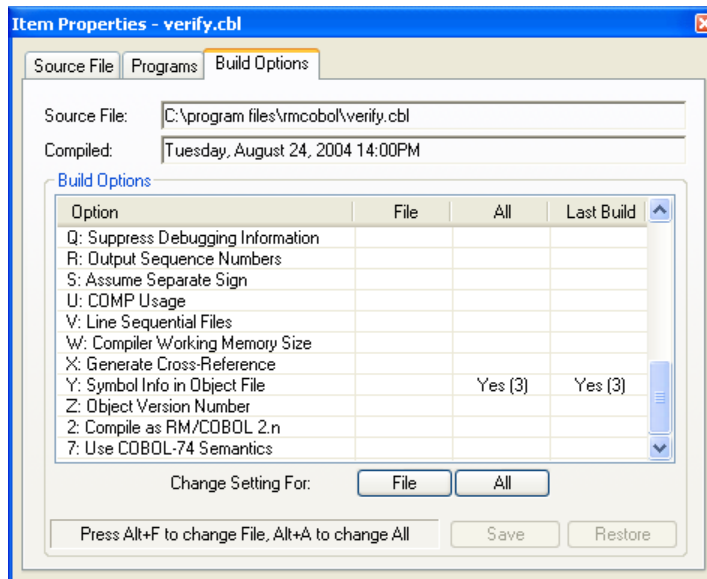 Item Properties - verify.cbl
Source File Programs Build Options
Source File: C:\program files\rmcobol\verify.cbl
Compiled: Tuesday, August 24, 2004 14:00PM
Build Options
Option File All Last Build
Q: Suppress Debugging Information
R: Output Sequence Numbers
S: Assume Separate Sign
U: COMP Usage
V: Line Sequential Files
W: Compiler Working Memory Size
X: Generate Cross-Reference
Y: Symbol Info in Object File Yes (3) Yes (3)
Z: Object Version Number
2: Compile as RM/COBOL 2.n
7: Use COBOL-74 Semantics
Change Setting For: File All
Press Alt+F to change File, Alt+A to change All Save Restore